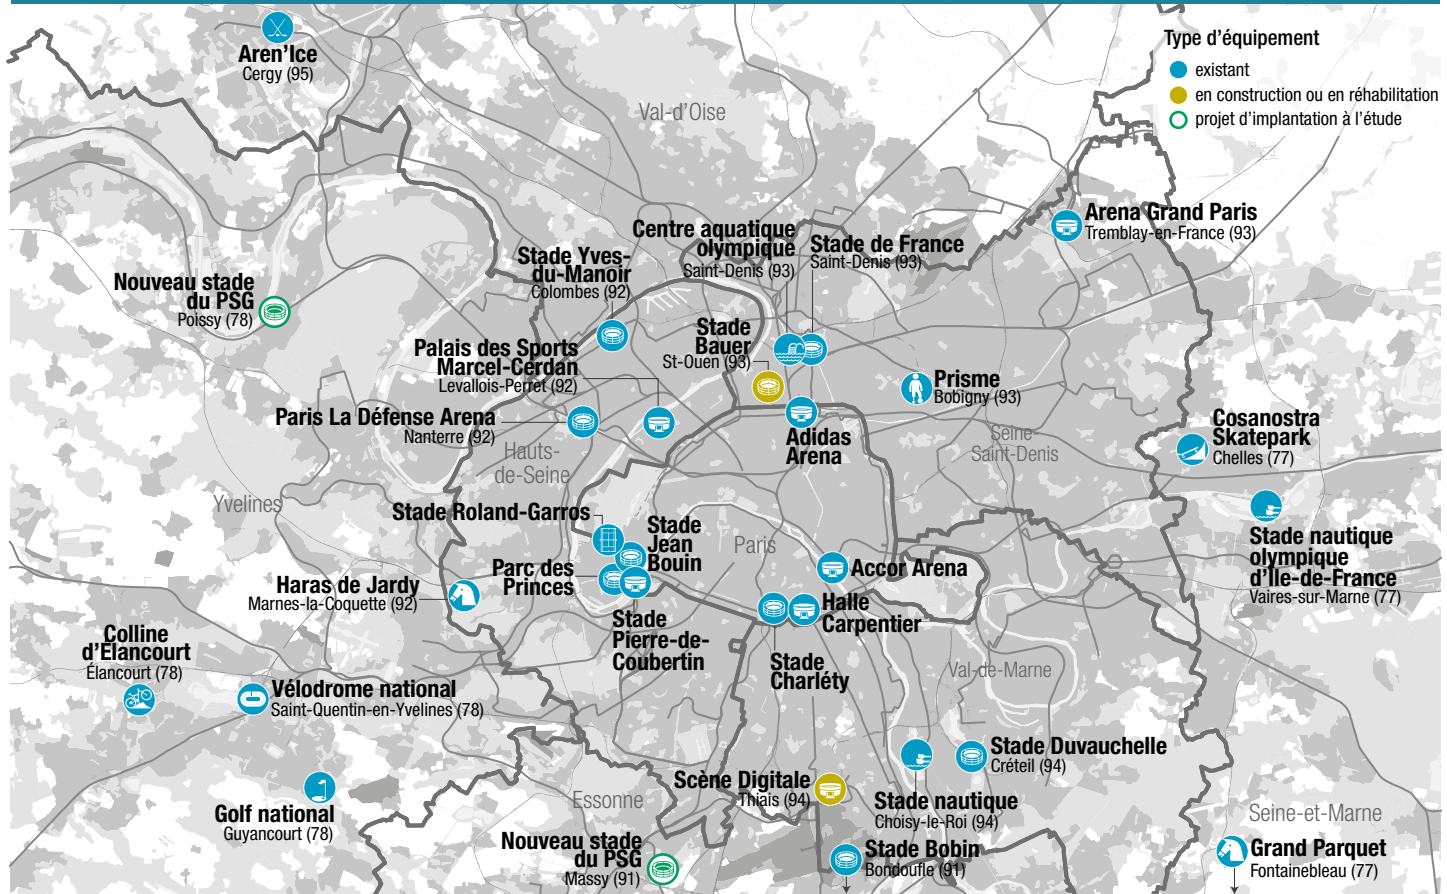 Aren'Ice
Cergy (95)
Type d'équipement
existant
en construction ou en réhabilitation
projet d'implantation à l'étude
Val-d'Oise
Arena Grand Paris
Tremblay-en-France (93)
Centre aquatique
olympique
Saint-Denis (93)
Stade de France
Saint-Denis (93)
Stade Yves-
du-Manoir
Colombes (92)
Nouveau stade
du PSG
Poissy (78)
Stade
Bauer
St-Ouen (93)
Palais des Sports
Marcel-Cerdan
Levallois-Perret (92)
Prisme
Bobigny (93)
Paris La Défense Arena
Nanterre (92)
Adidas
Arena
Cosanostra
Skatepark
Chelles (77)
Hauts-
de-Seine
Seine-
Saint-Denis
Yvelines
Stade Roland-Garros
Stade
Jean
Bouin
Paris
Stade nautique
olympique
d'Île-de-France
Vaires-sur-Marne (77)
Parc des
Princes
Accor Arena
Haras de Jardy
Marnes-la-Coquette (92)
Halle
Carpentier
Stade
Pierre-de-
Coubertin
Colline
d'Élancourt
Élancourt (78)
Stade
Charléty
Val-de-Marne
Vélodrome national
Saint-Quentin-en-Yvelines (78)
Stade Duvauchelle
Créteil (94)
Scène Digitale
Thiais (94)
Stade nautique
Choisy-le-Roi (94)
Essonne
Golf national
Guyancourt (78)
Seine-et-Marne
Nouveau stade
du PSG
Massy (91)
Stade Bobin
Bondoufle (91)
Grand Parquet
Fontainebleau (77)